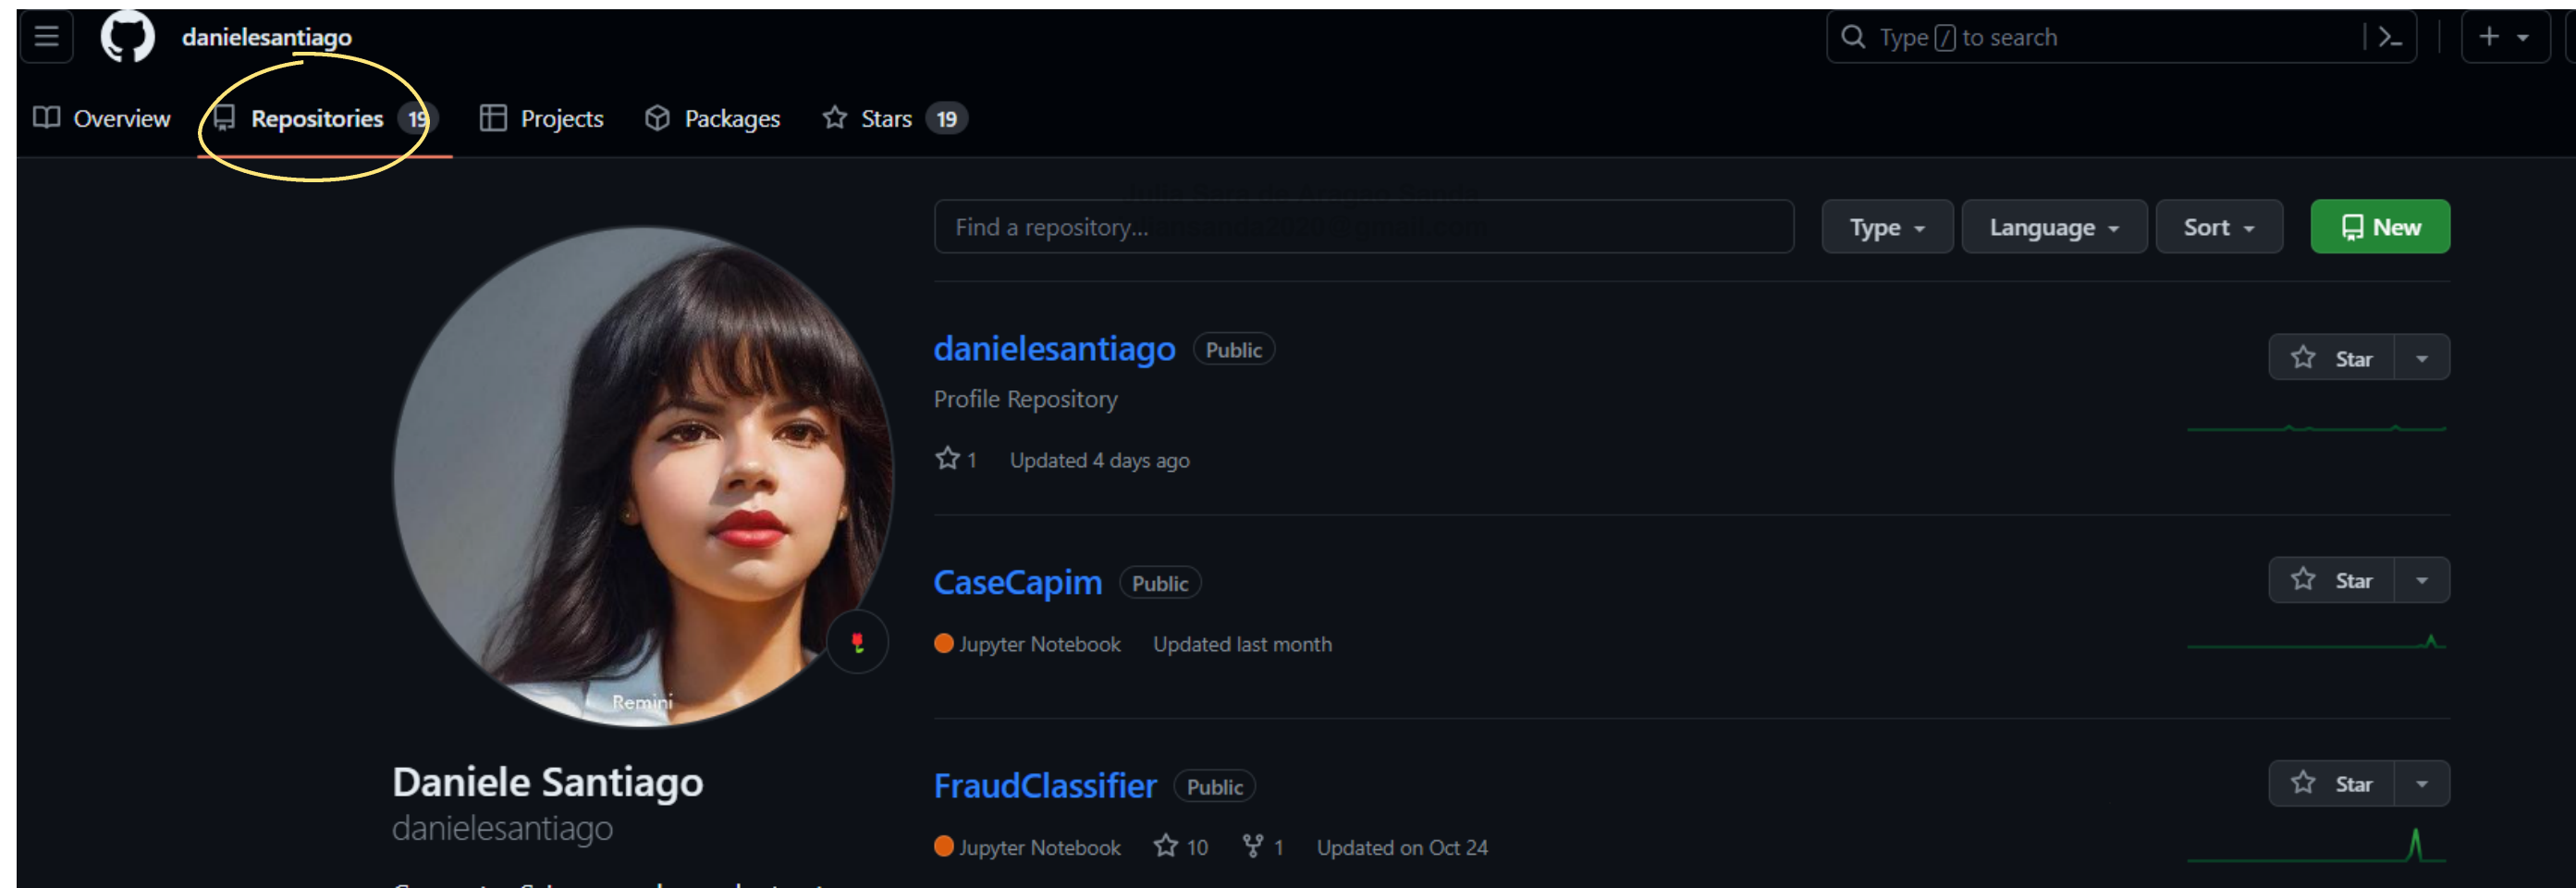 danielesantiago
Type / to search
Overview
Repositories 19
Projects
Packages
Stars 19
Find a repository...
Type
Language
Sort
New
danielesantiago Public
Star
Profile Repository
1 Updated 4 days ago
CaseCapim Public
Star
Jupyter Notebook Updated last month
Remini
Daniele Santiago
danielesantiago
FraudClassifier Public
Star
Jupyter Notebook 10 1 Updated on Oct 24